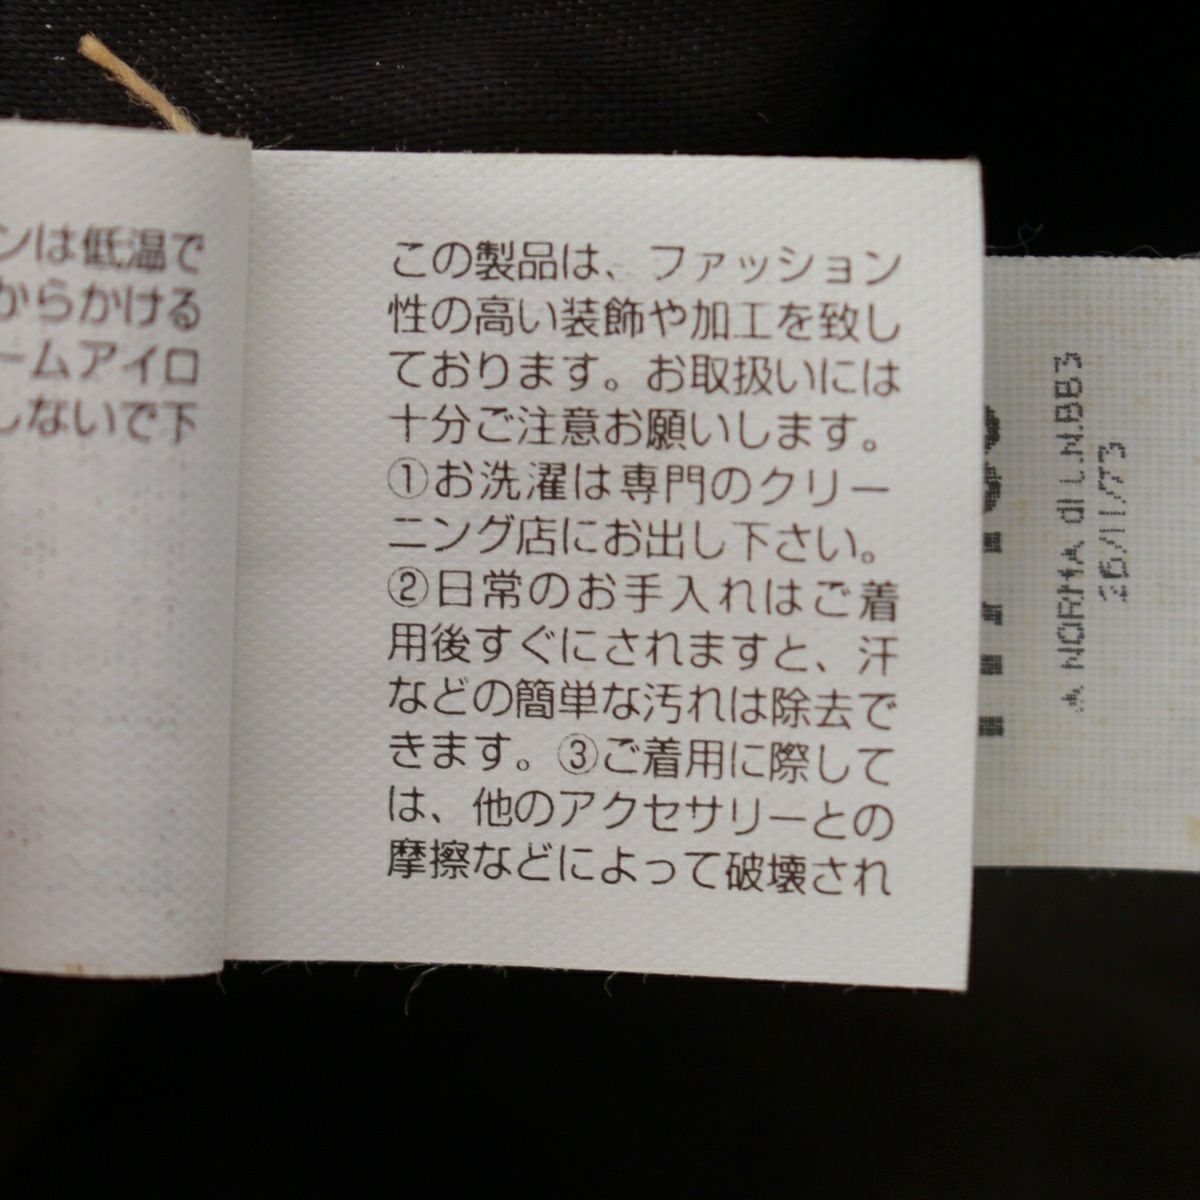 ンは低温で
からかける
ームアイロ
しないで下
この製品は、ファッション
性の高い装飾や加工を致し
ております。お取扱いには
十分ご注意お願いします。
①お洗濯は専門のクリー
ニング店にお出し下さい。
②日常のお手入れはご着
用後すぐにされますと、汗
などの簡単な汚れは除去で
きます。③ご着用に際して
は、他のアクセサリーとの
摩擦などによって破壊され
A NORMA di L.N.883
26/11/73